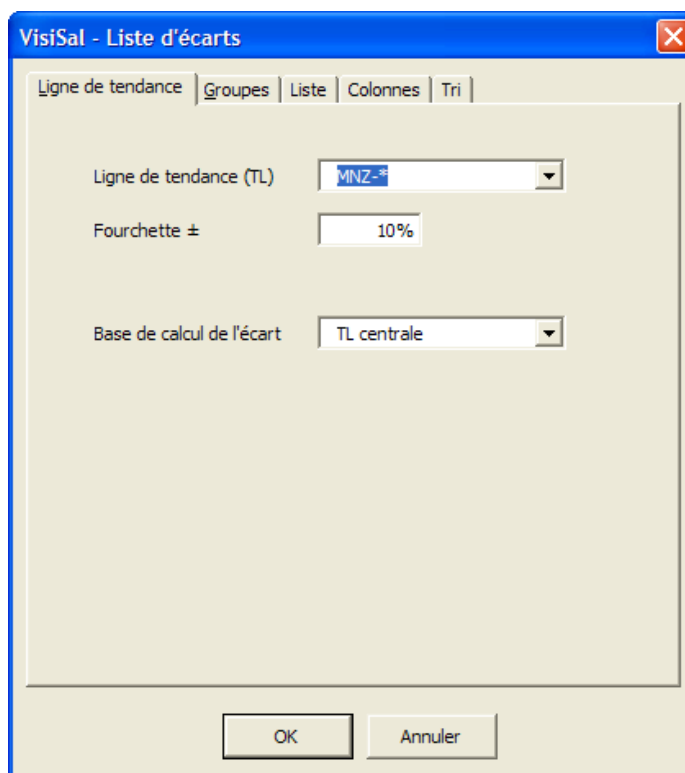 VisiSal - Liste d'écarts
Ligne de tendance Groupes Liste Colonnes Tri
Ligne de tendance (TL) MNZ-*
Fourchette ± 10%
Base de calcul de l'écart TL centrale
OK Annuler